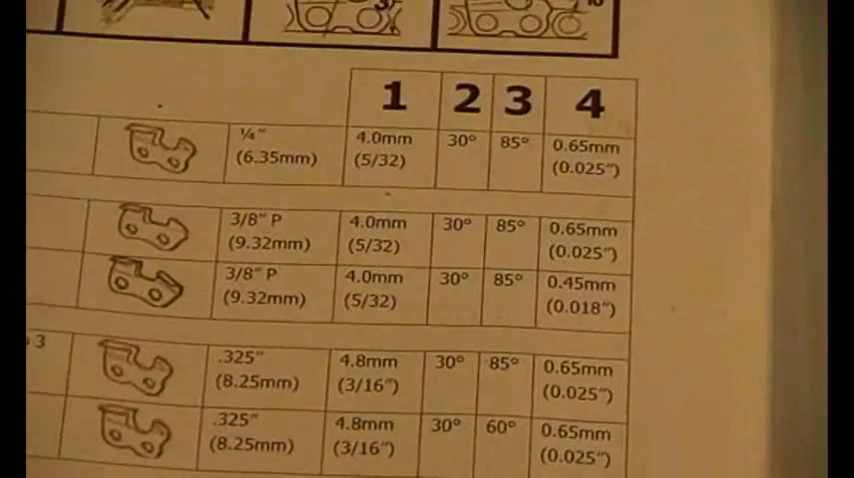 1 2 3 4
¼" 4.0mm 30° 85° 0.65mm
(6.35mm) (5/32) (0.025")
3/8" P 4.0mm 30° 85° 0.65mm
(9.32mm) (5/32) (0.025")
3/8" P 4.0mm 30° 85° 0.45mm
(9.32mm) (5/32) (0.018")
3 .325" 4.8mm 30° 85° 0.65mm
(8.25mm) (3/16") (0.025")
.325" 4.8mm 30° 60° 0.65mm
(8.25mm) (3/16") (0.025")